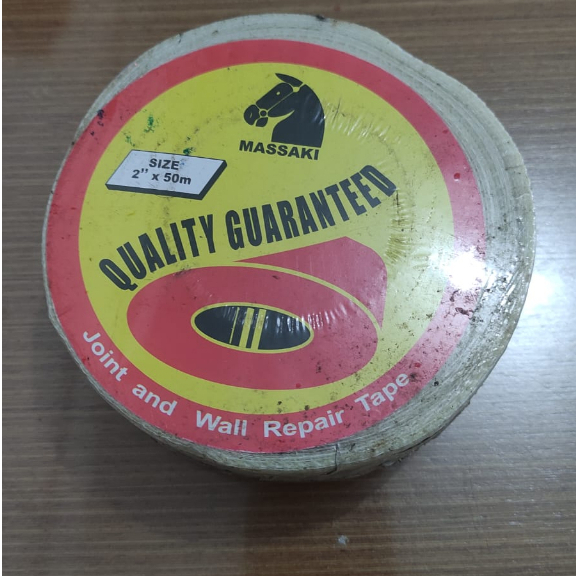 MASSAKI
SIZE
2" x 50m
QUALITY GUARANTEED
Joint and Wall Repair Tape